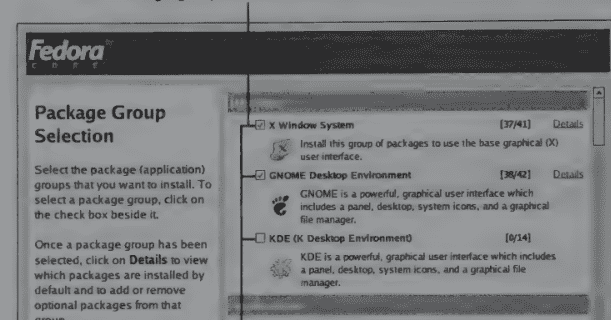 Fedora
CORE
Package Group
Selection
Select the package (application)
groups that you want to install. To
select a package group, click on
the check box beside it.
Once a package group has been
selected, click on Details to view
which packages are installed by
default and to add or remove
optional packages from that
group.
X Window System [37/41] Details
Install this group of packages to use the base graphical (X)
user interface.
GNOME Desktop Environment [38/42] Details
GNOME is a powerful, graphical user interface which
includes a panel, desktop, system icons, and a graphical
file manager.
KDE (K Desktop Environment) [0/14]
KDE is a powerful, graphical user interface which includes
a panel, desktop, system icons, and a graphical file
manager.